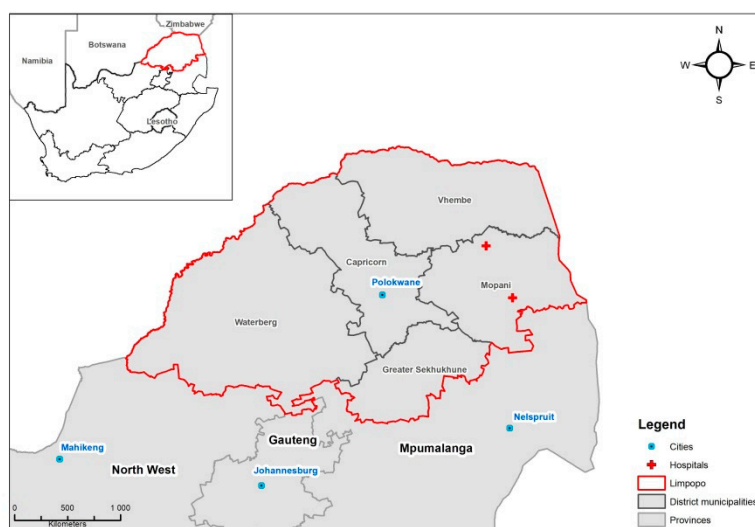 Zimbabwe
Botswana
Namibia
Lesotho
N
W E
S
Vhembe
Capricorn
Polokwane
Mopani
Waterberg
Greater Sekhukhune
Nelspruit
Gauteng
Mpumalanga
Mahikeng
North West
Johannesburg
0 500 1 000
Kilometers
Legend
Cities
Hospitals
Limpopo
District municipalities
Provinces